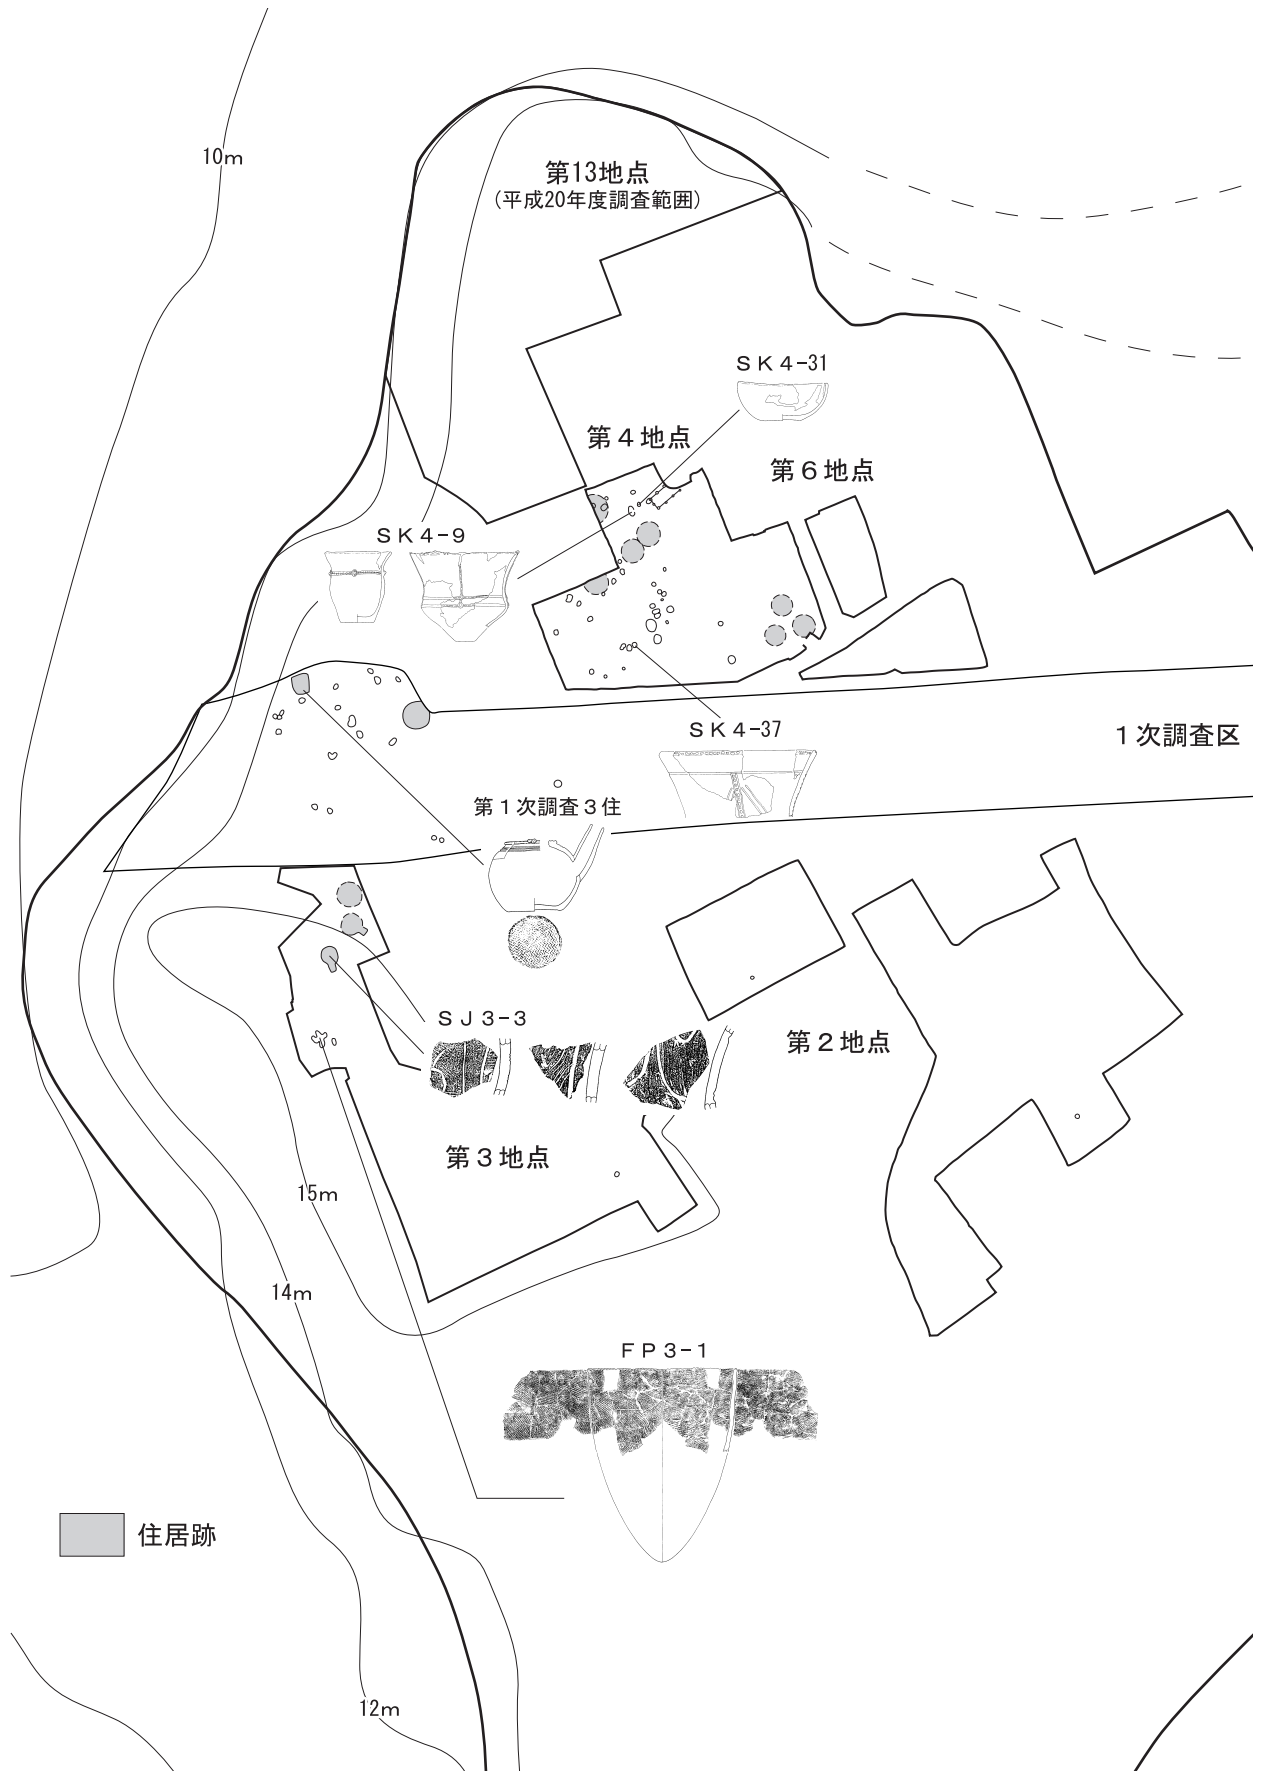 10m
第13地点
(平成20年度調査範囲)
ＳＫ4-31
第４地点
第６地点
ＳＫ4-9
ＳＫ4-37
１次調査区
第１次調査３住
ＳＪ3-3
第２地点
第３地点
15m
14m
ＦＰ3-1
住居跡
12m